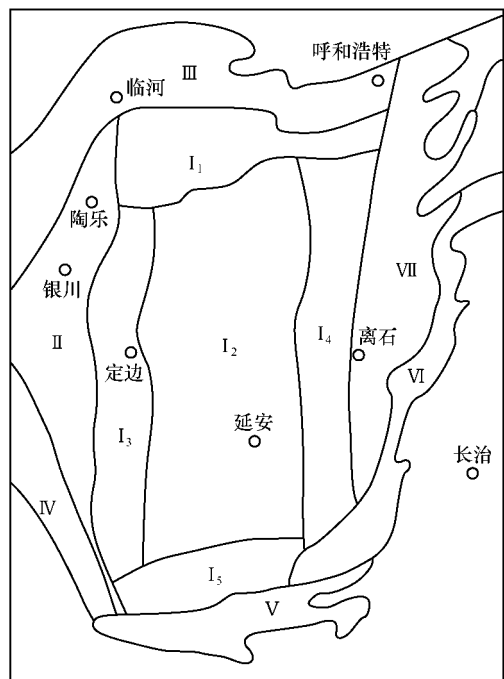 呼和浩特
Ⅲ
临河
I₁
陶乐
Ⅶ
银川
Ⅱ
I₂
I₄
离石
定边
Ⅵ
延安
I₃
长治
Ⅳ
I₅
Ⅴ